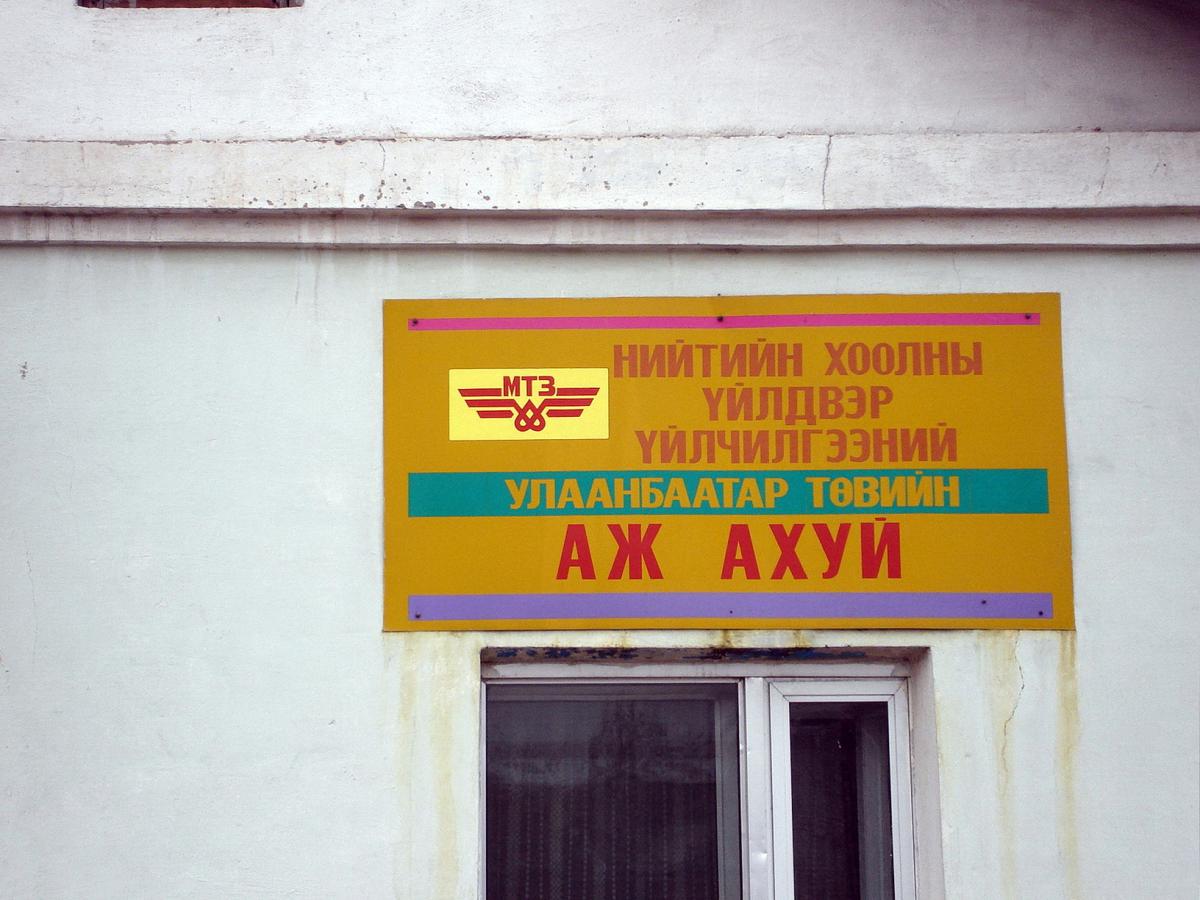 МТЗ
НИЙТИЙН ХООЛНЫ
ҮЙЛДВЭР
ҮЙЛЧИЛГЭЭНИЙ
УЛААНБААТАР ТӨВИЙН
АЖ АХУЙ